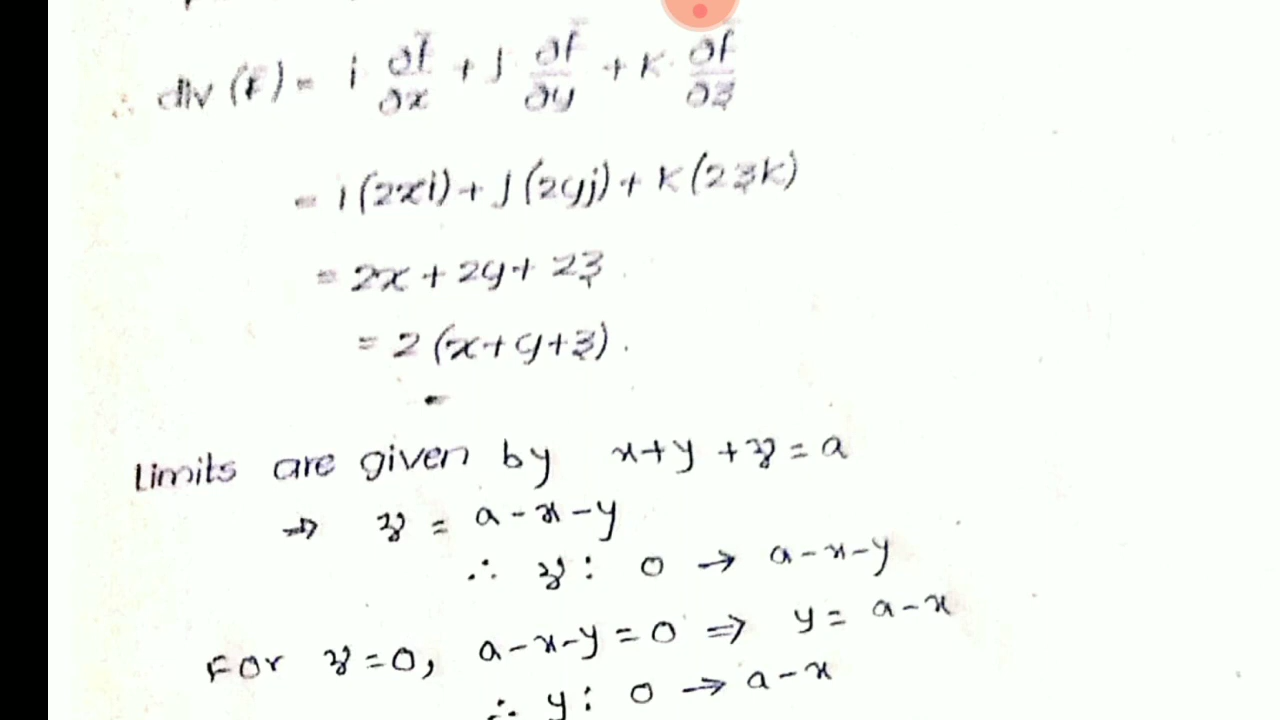 ∴ div (f) = i ∂f̄/∂x + j ∂f̄/∂y + k ∂f̄/∂z
= i(2xi) + j(2yj) + k(2zk)
= 2x + 2y + 2z
= 2(x+y+z).
Limits are given by x+y+z = a
⇒ z = a-x-y
∴ z : 0 → a-x-y
For z=0, a-x-y=0 ⇒ y = a-x
∴ y : 0 → a-x